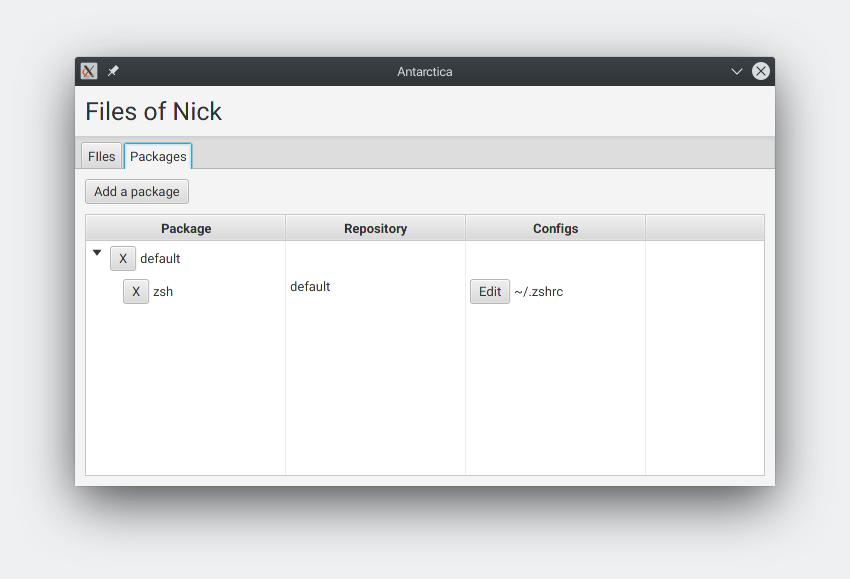 Antarctica
Files of Nick
FIles Packages
Add a package
Package Repository Configs
X default
X zsh default Edit ~/.zshrc